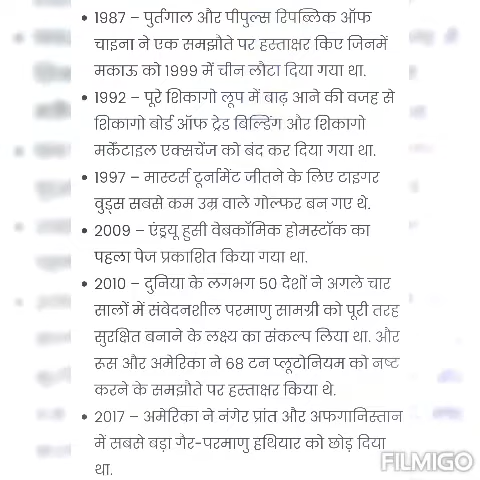 • 1987 – पुर्तगाल और पीपुल्स रिपब्लिक ऑफ
चाइना ने एक समझौते पर हस्ताक्षर किए जिनमें
मकाऊ को 1999 में चीन लौटा दिया गया था.
• 1992 – पूरे शिकागो लूप में बाढ़ आने की वजह से
शिकागो बोर्ड ऑफ ट्रेड बिल्डिंग और शिकागो
मर्केंटाइल एक्सचेंज को बंद कर दिया गया था.
• 1997 – मास्टर्स टूर्नामेंट जीतने के लिए टाइगर
वुड्स सबसे कम उम्र वाले गोल्फर बन गए थे.
• 2009 – एंड्रयू हुसी वेबकॉमिक होमस्टॉक का
पहला पेज प्रकाशित किया गया था.
• 2010 – दुनिया के लगभग 50 देशों ने अगले चार
सालों में संवेदनशील परमाणु सामग्री को पूरी तरह
सुरक्षित बनाने के लक्ष्य का संकल्प लिया था. और
रूस और अमेरिका ने 68 टन प्लूटोनियम को नष्ट
करने के समझौते पर हस्ताक्षर किया थे.
• 2017 – अमेरिका ने नंगेर प्रांत और अफगानिस्तान
में सबसे बड़ा गैर-परमाणु हथियार को छोड़ दिया
था.
FILMIGO